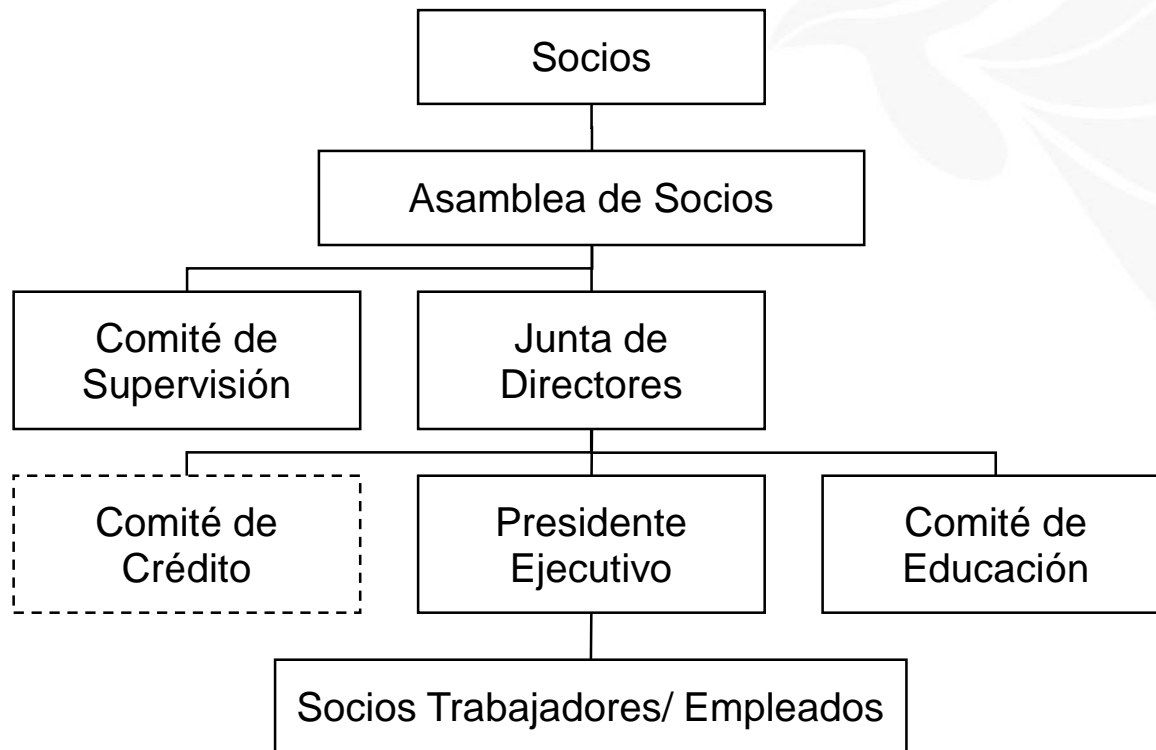 Socios
Asamblea de Socios
Comité de
Supervisión
Junta de
Directores
Comité de
Crédito
Presidente
Ejecutivo
Comité de
Educación
Socios Trabajadores/ Empleados